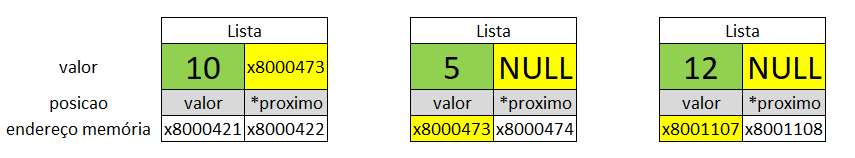 Lista Lista Lista
valor 10 x8000473 5 NULL 12 NULL
posicao valor *proximo valor *proximo valor *proximo
endereço memória x8000421 x8000422 x8000473 x8000474 x8001107 x8001108